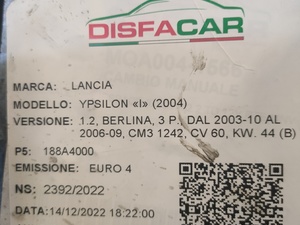 DISFACAR
MARCA: LANCIA
MODELLO: YPSILON «I» (2004)
VERSIONE: 1.2, BERLINA, 3 P., DAL 2003-10 AL
2006-09, CM3 1242, CV 60, KW. 44 (B)
P5: 188A4000
EMISSIONE: EURO 4
NS: 2392/2022
DATA: 14/12/2022 18:22:00